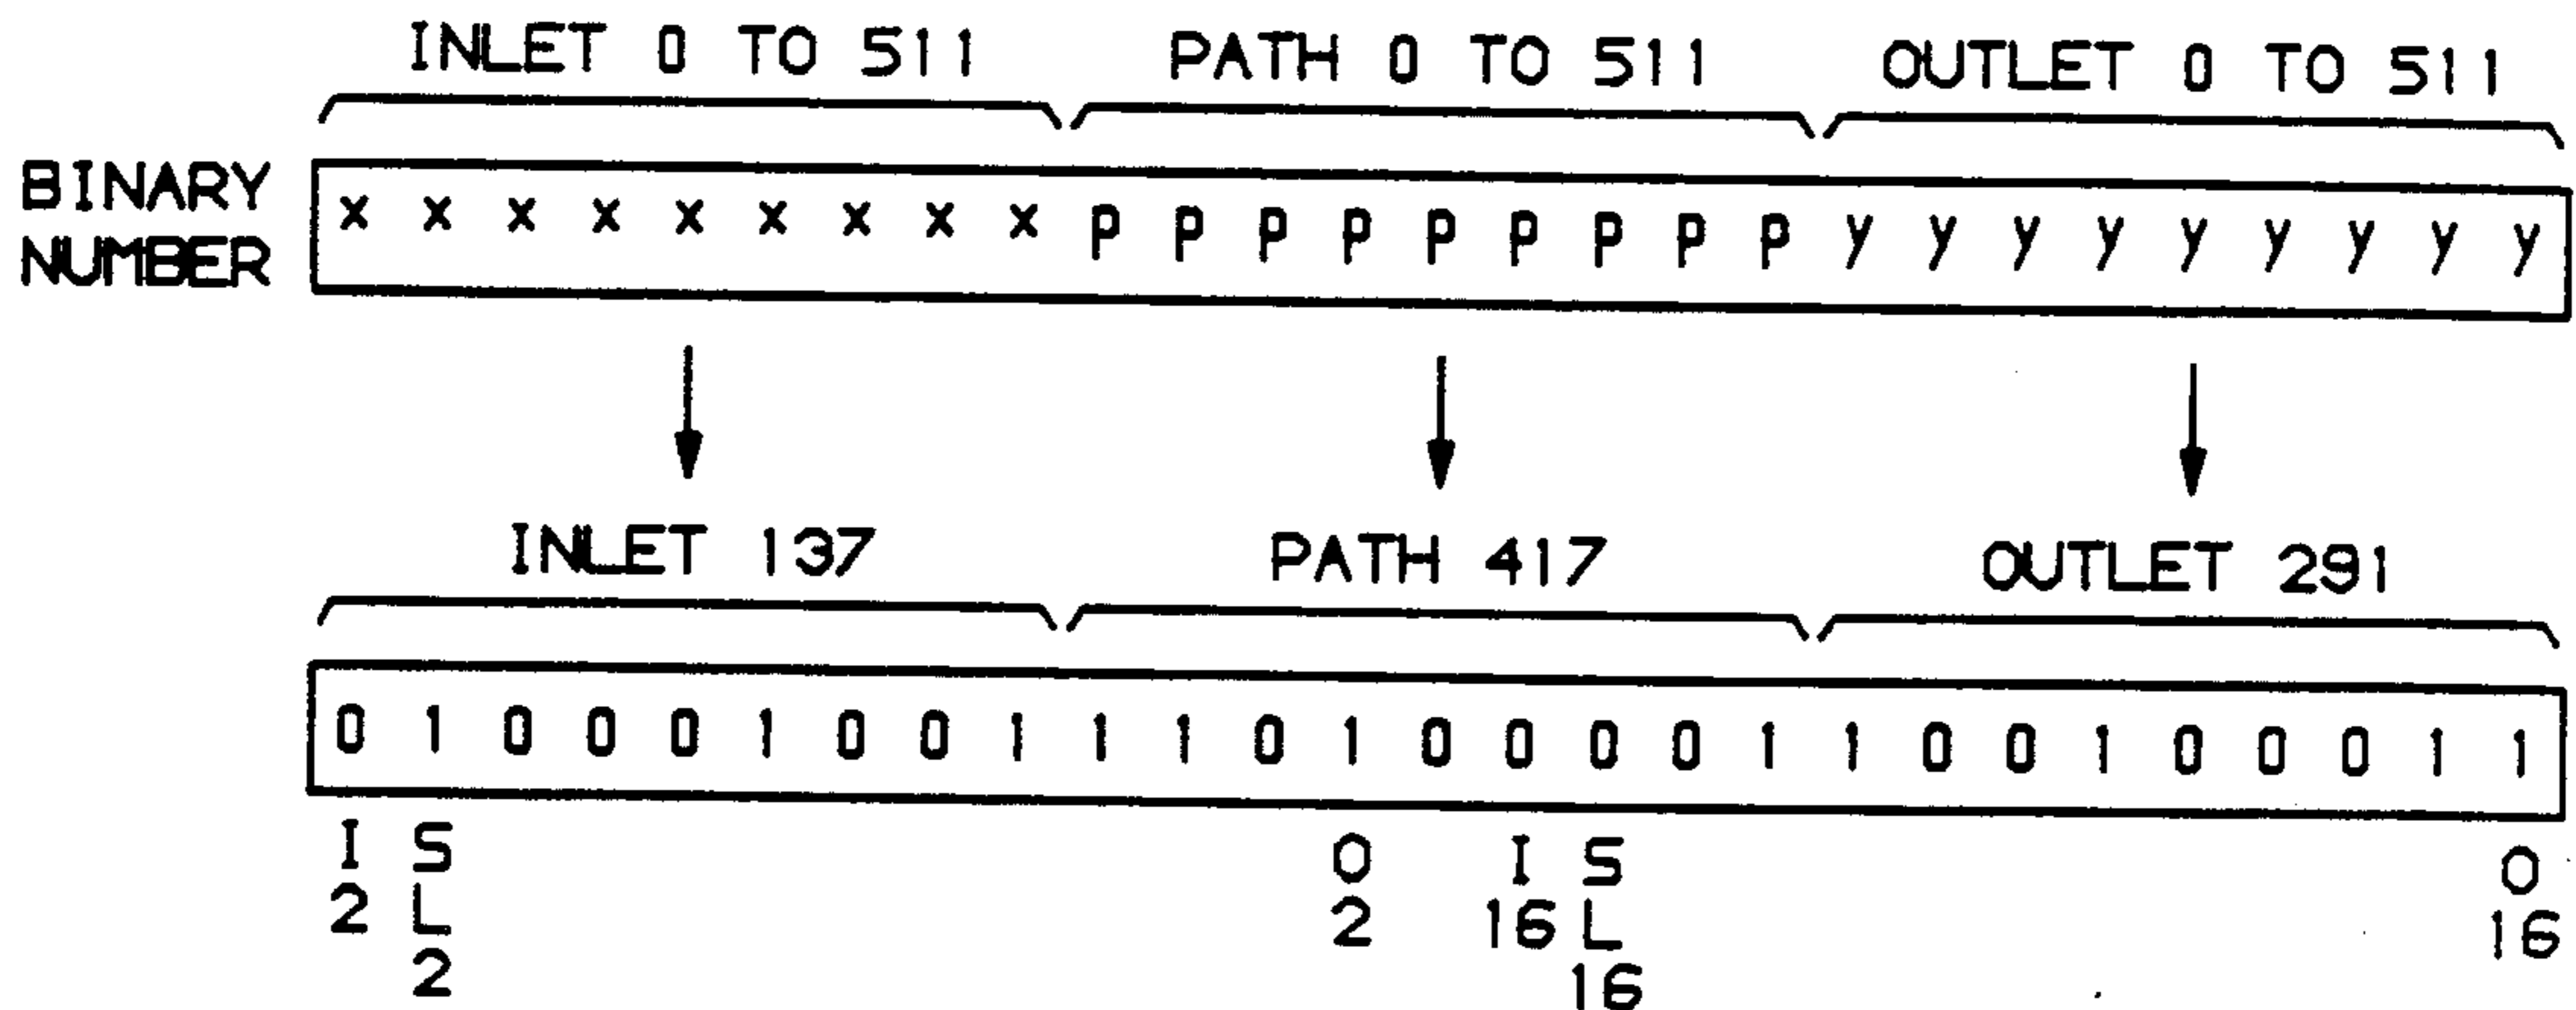 INLET 0 TO 511 PATH 0 TO 511 OUTLET 0 TO 511
BINARY
NUMBER
x x x x x x x x x p p p p p p p p p y y y y y y y y y
INLET 137 PATH 417 OUTLET 291
0 1 0 0 0 1 0 0 1 1 1 0 1 0 0 0 0 1 1 0 0 1 0 0 0 1 1
I S O I S O
2 L 2 16 L 16
2 16